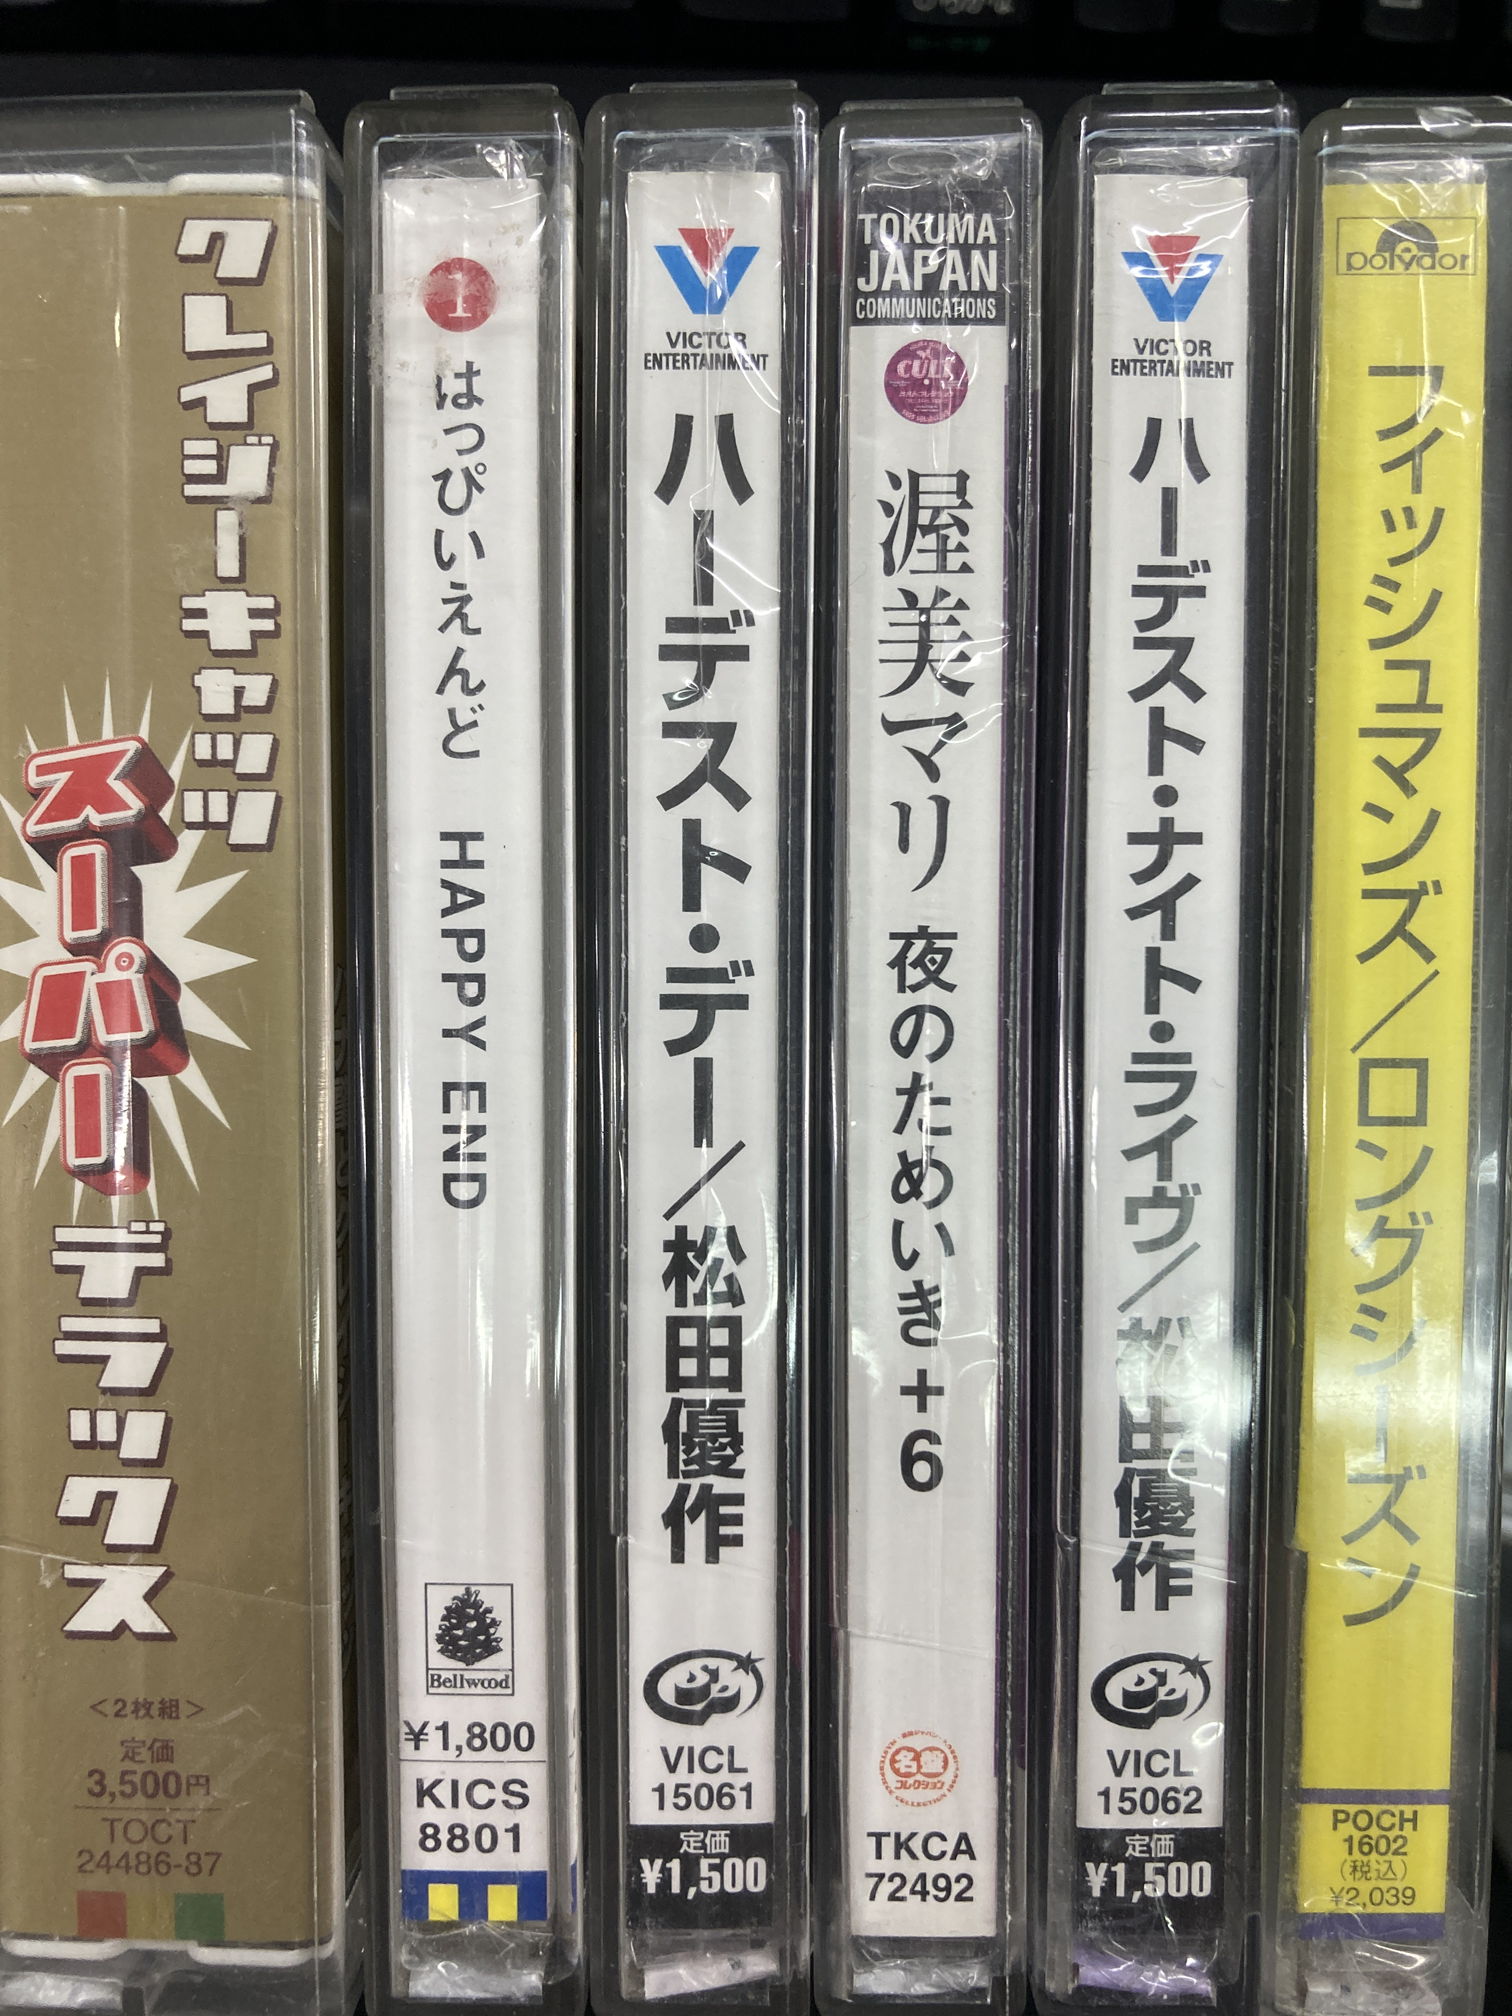 クレイジーキャッツ
スーパー
デラックス
<2枚組>
定価
3,500円
TOCT
24486-87
1
はっぴいえんど HAPPY END
Bellwood
¥1,800
KICS
8801
VICTOR
ENTERTAINMENT
ハーデスト・デー/松田優作
VICL
15061
定価
¥1,500
TOKUMA
JAPAN
COMMUNICATIONS
CULT
渥美マリ 夜のためいき+6
名盤
コレクション
TKCA
72492
VICTOR
ENTERTAINMENT
ハーデスト・ナイト・ライヴ/松田優作
VICL
15062
定価
¥1,500
polydor
フィッシュマンズ/ロングシーズン
POCH
1602
(税込)
¥2,039